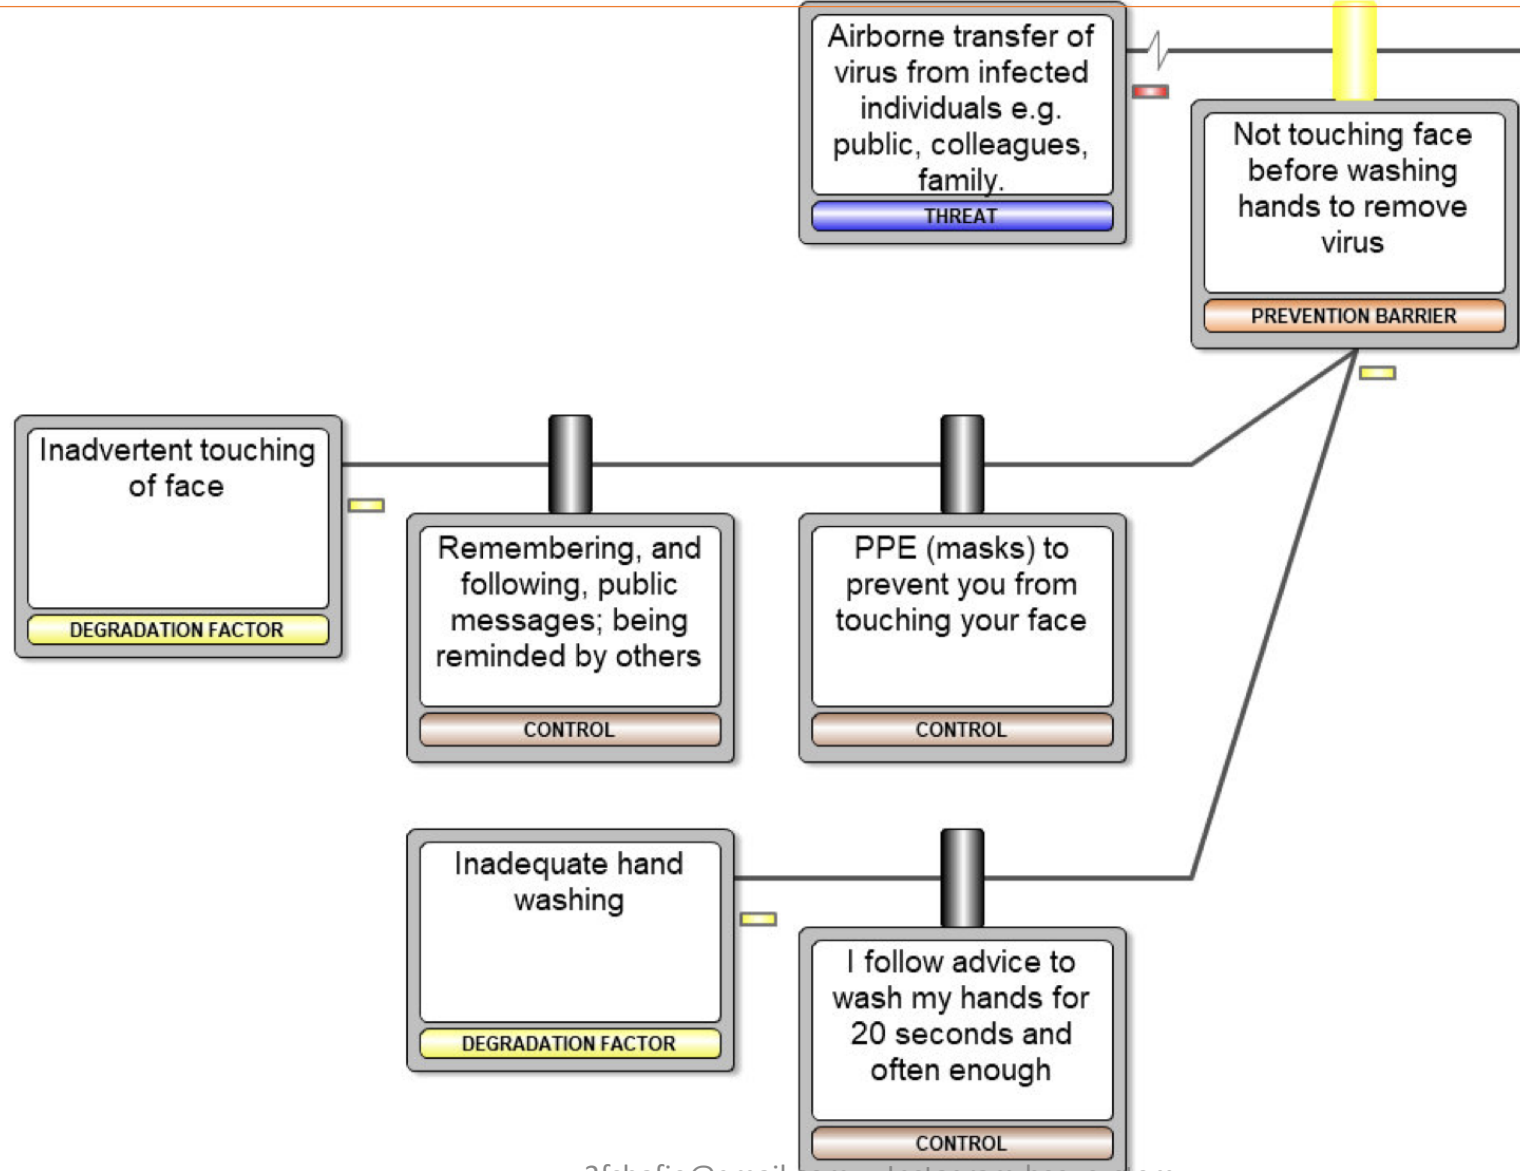 Airborne transfer of
virus from infected
individuals e.g.
public, colleagues,
family.
THREAT
Not touching face
before washing
hands to remove
virus
PREVENTION BARRIER
Inadvertent touching
of face
DEGRADATION FACTOR
Remembering, and
following, public
messages; being
reminded by others
CONTROL
PPE (masks) to
prevent you from
touching your face
CONTROL
Inadequate hand
washing
DEGRADATION FACTOR
I follow advice to
wash my hands for
20 seconds and
often enough
CONTROL